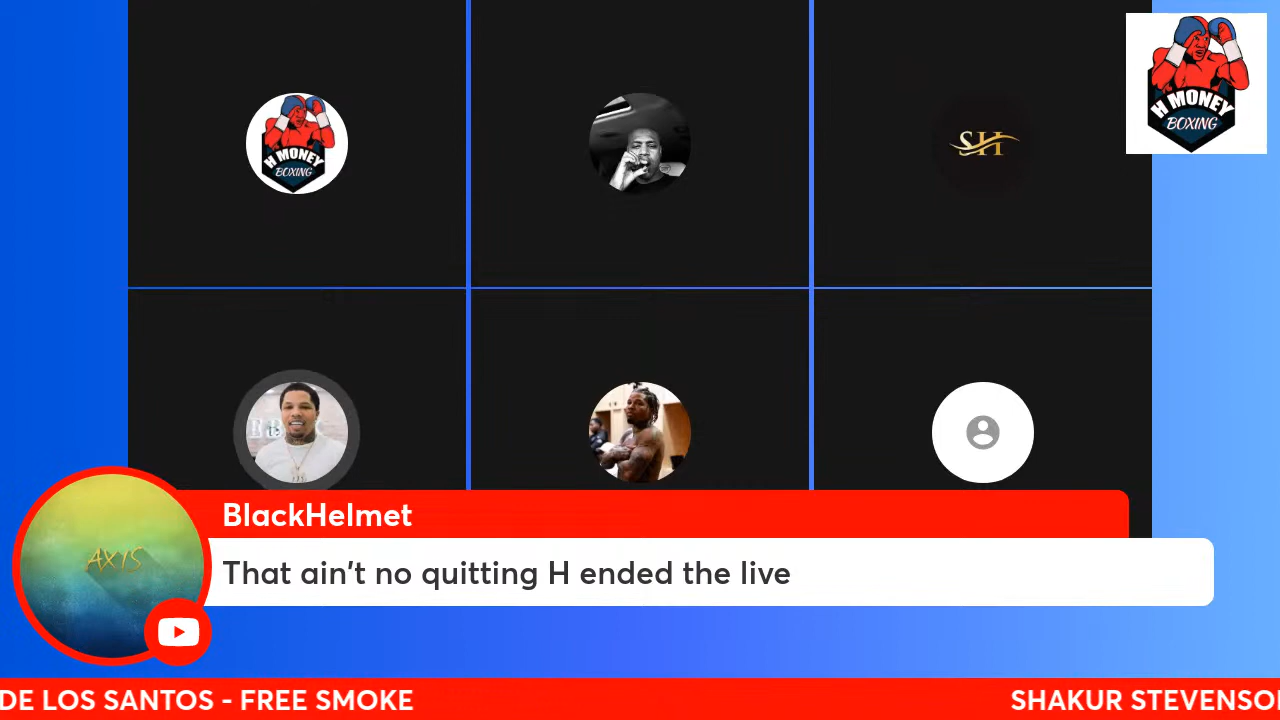 H MONEY
BOXING
SH
H MONEY
BOXING
AXIS
BlackHelmet
That ain't no quitting H ended the live
DE LOS SANTOS - FREE SMOKE
SHAKUR STEVENSO